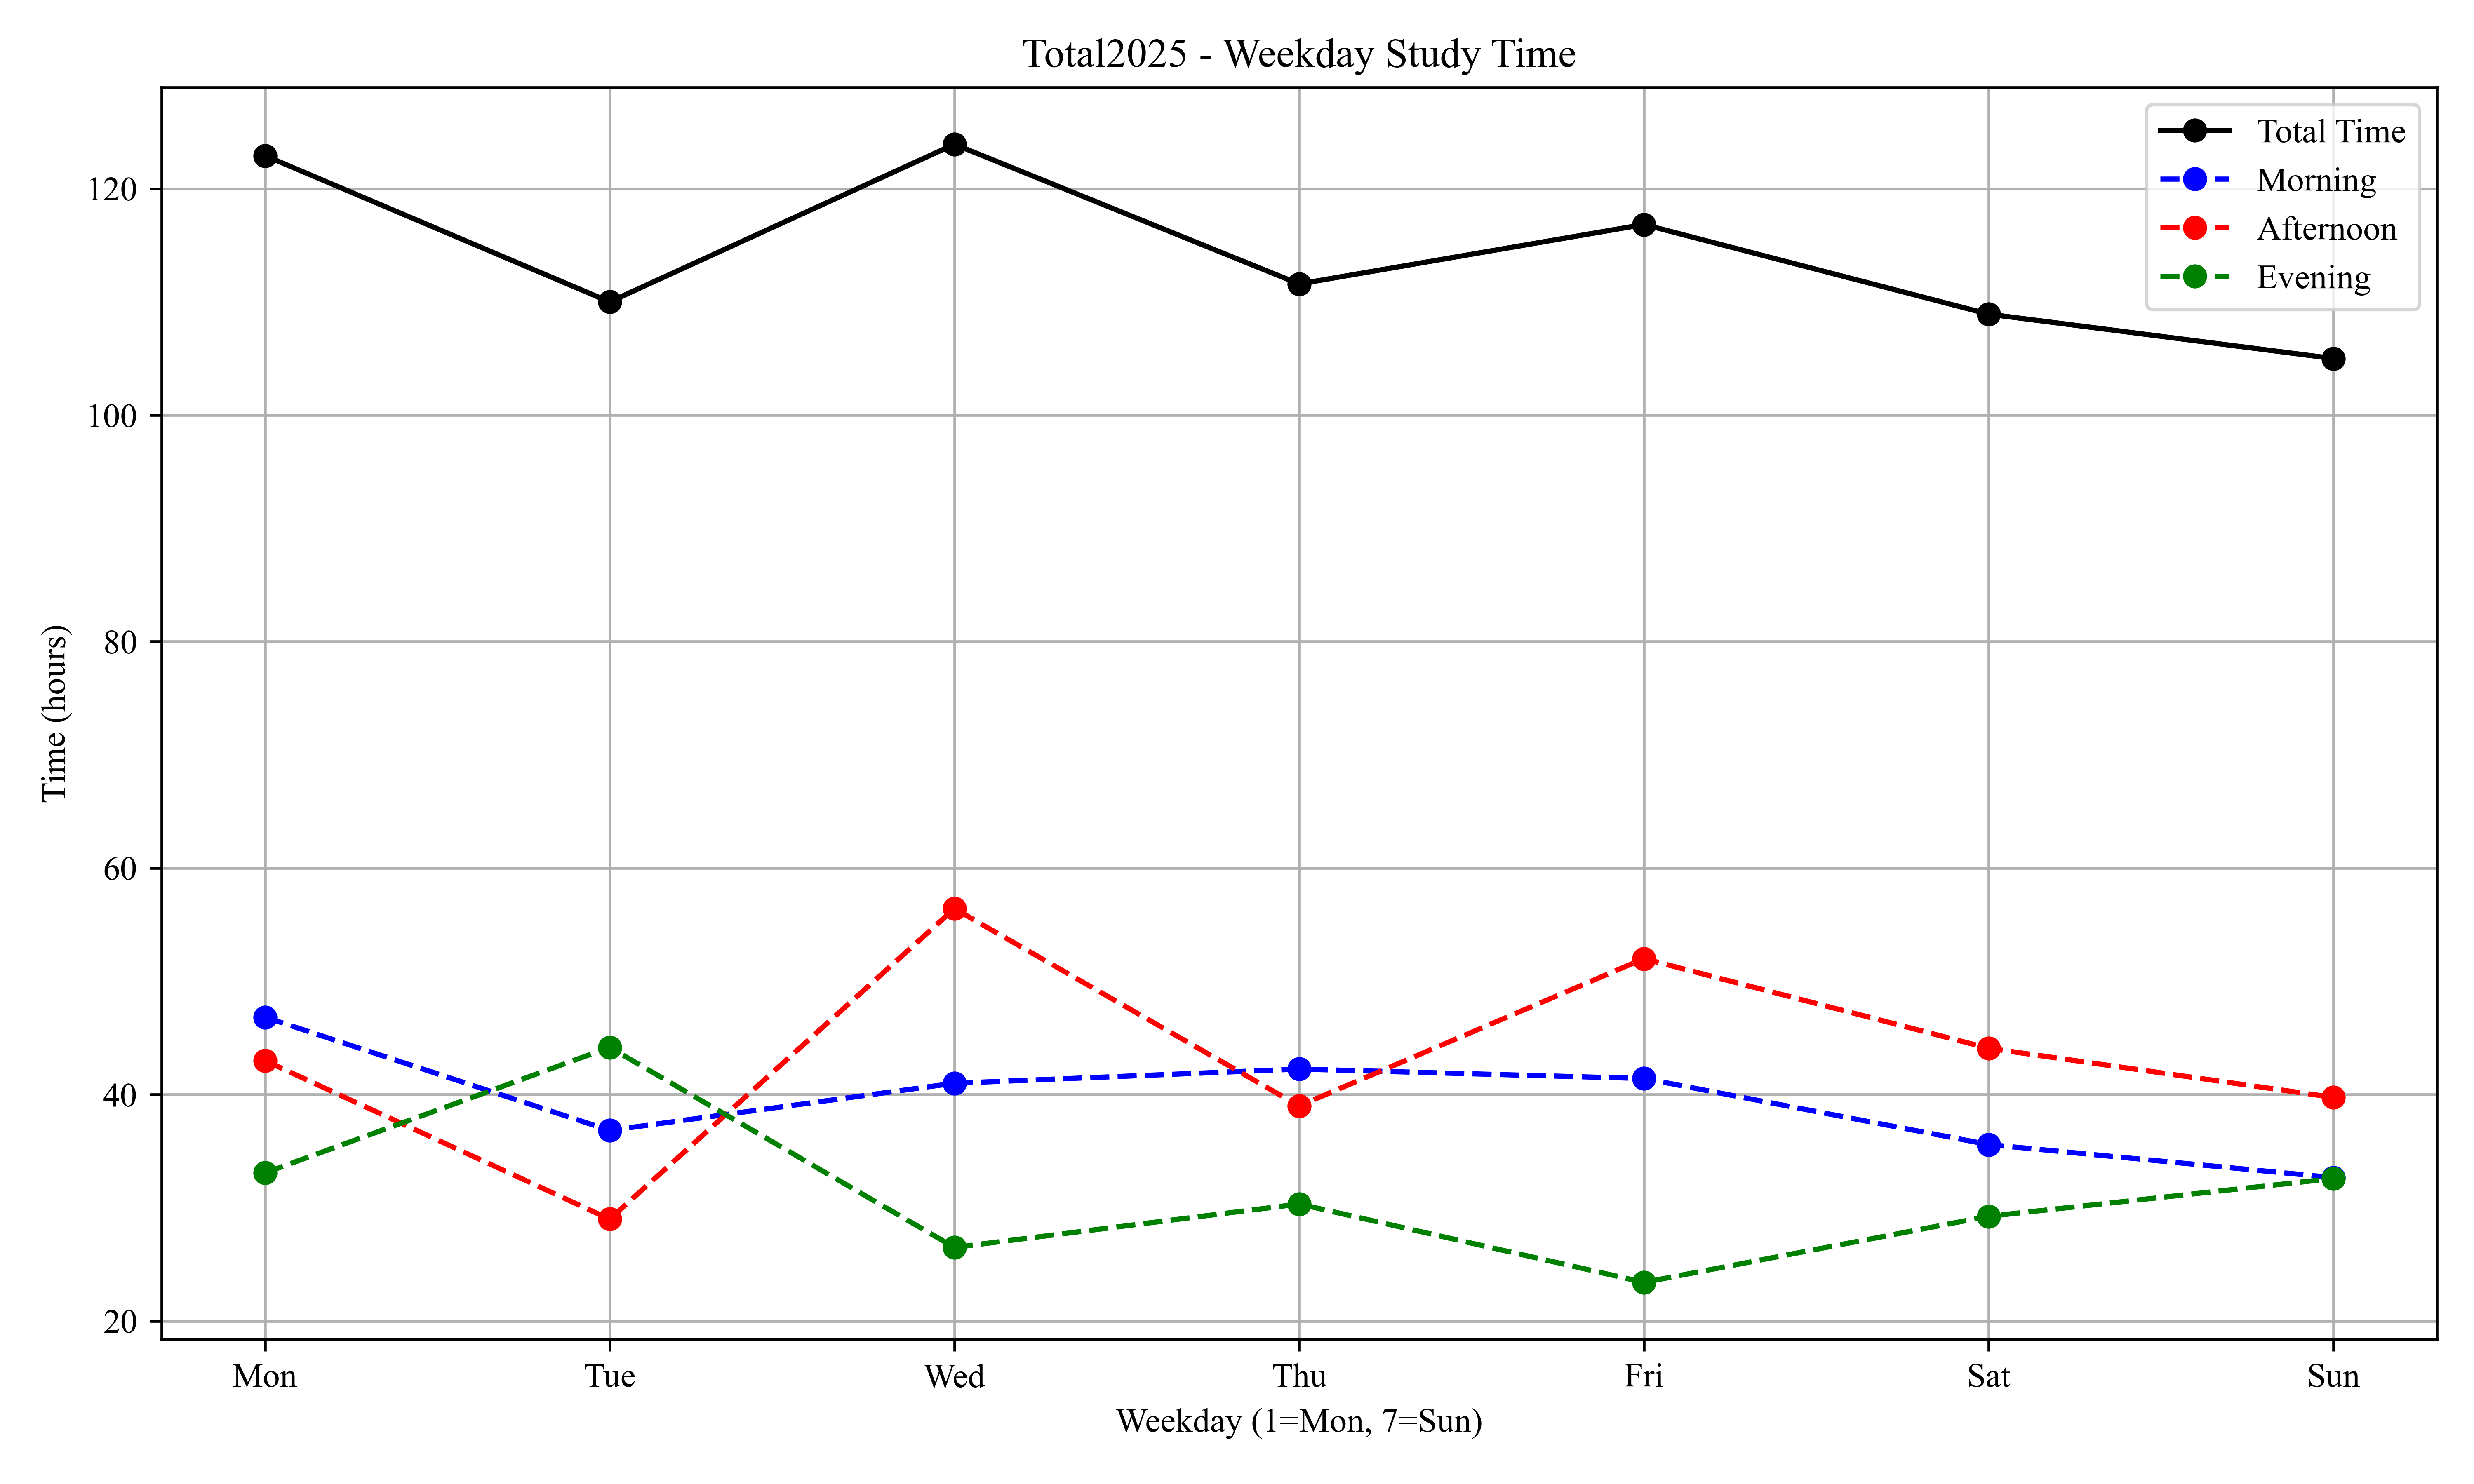 Total2025 - Weekday Study Time
Total Time
Morning
Afternoon
Evening
120
100
80
60
40
20
Time (hours)
Mon Tue Wed Thu Fri Sat Sun
Weekday (1=Mon, 7=Sun)